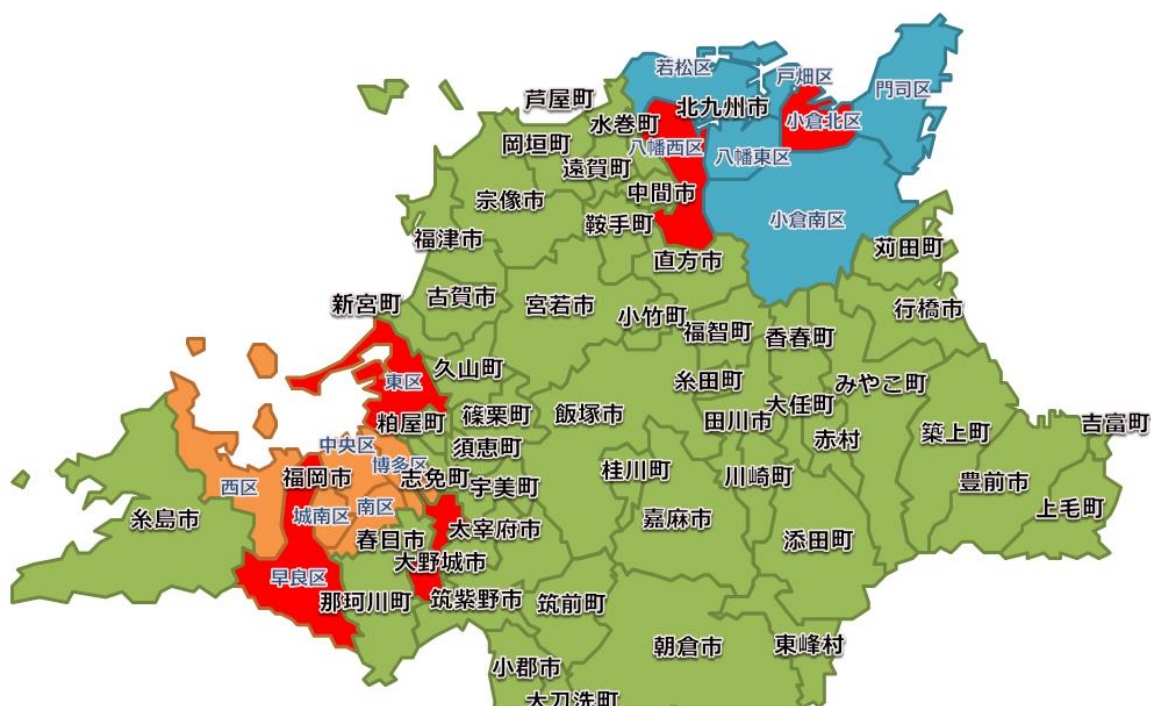 若松区
戸畑区
門司区
芦屋町
北九州市
小倉北区
水巻町
岡垣町
八幡西区
八幡東区
遠賀町
宗像市
中間市
鞍手町
小倉南区
福津市
直方市
苅田町
古賀市
新宮町
宮若市
行橋市
小竹町
福智町
香春町
久山町
東区
糸田町
みやこ町
粕屋町
篠栗町
飯塚市
大任町
田川市
吉富町
中央区
須恵町
赤村
築上町
博多区
福岡市
志免町
桂川町
川崎町
西区
宇美町
豊前市
南区
城南区
糸島市
嘉麻市
上毛町
春日市
太宰府市
添田町
大野城市
早良区
那珂川町
筑紫野市
筑前町
朝倉市
東峰村
小郡市
大刀洗町